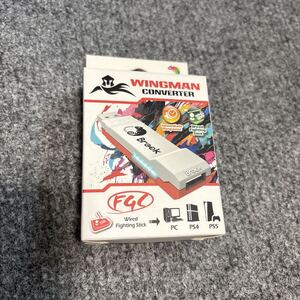 WINGMAN
CONVERTER
Brook
FGC
Wired
Fighting Stick
PC
PS4
PS5